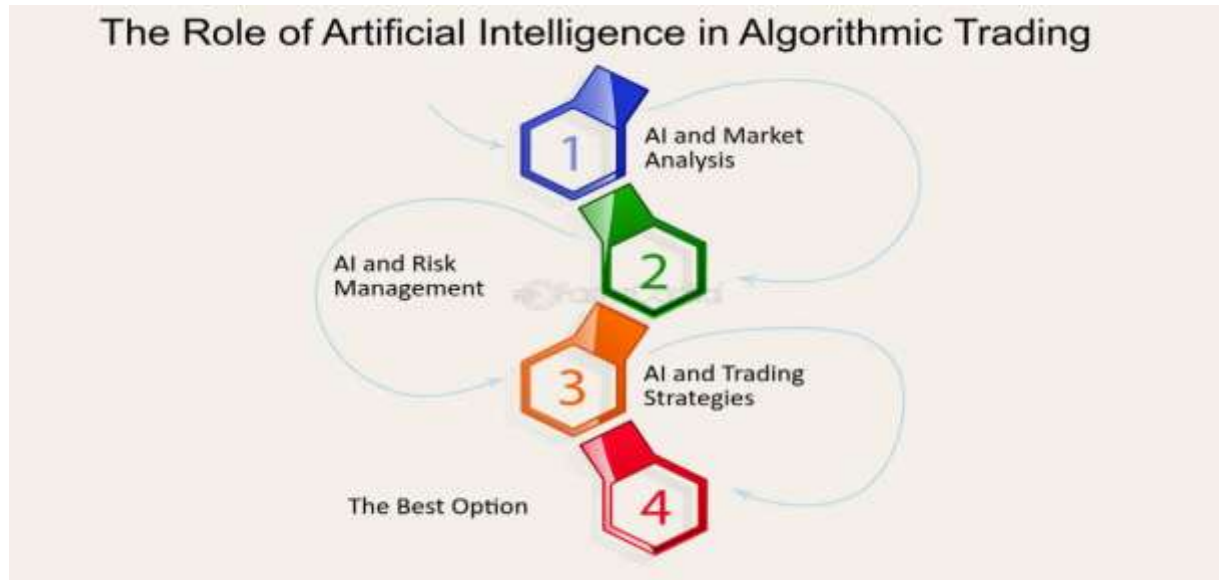 The Role of Artificial Intelligence in Algorithmic Trading
1
AI and Market
Analysis
2
AI and Risk
Management
3
AI and Trading
Strategies
4
The Best Option